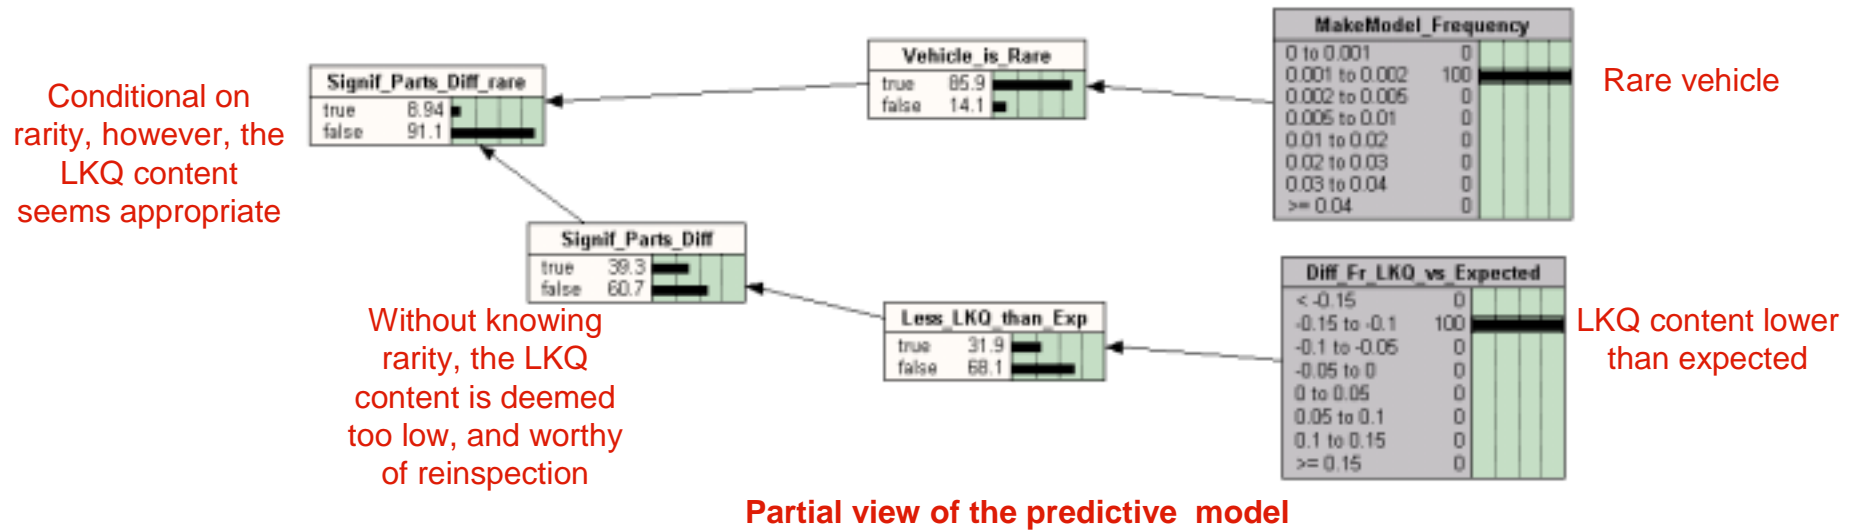 Conditional on
rarity, however, the
LKQ content
seems appropriate
Signif_Parts_Diff_rare
true 8.94
false 91.1
Vehicle_is_Rare
true 85.9
false 14.1
MakeModel_Frequency
0 to 0.001 0
0.001 to 0.002 100
0.002 to 0.005 0
0.005 to 0.01 0
0.01 to 0.02 0
0.02 to 0.03 0
0.03 to 0.04 0
>= 0.04 0
Rare vehicle
Signif_Parts_Diff
true 39.3
false 60.7
Without knowing
rarity, the LKQ
content is deemed
too low, and worthy
of reinspection
Less_LKQ_than_Exp
true 31.9
false 68.1
Diff_Fr_LKQ_vs_Expected
< -0.15 0
-0.15 to -0.1 100
-0.1 to -0.05 0
-0.05 to 0 0
0 to 0.05 0
0.05 to 0.1 0
0.1 to 0.15 0
>= 0.15 0
LKQ content lower
than expected
Partial view of the predictive model